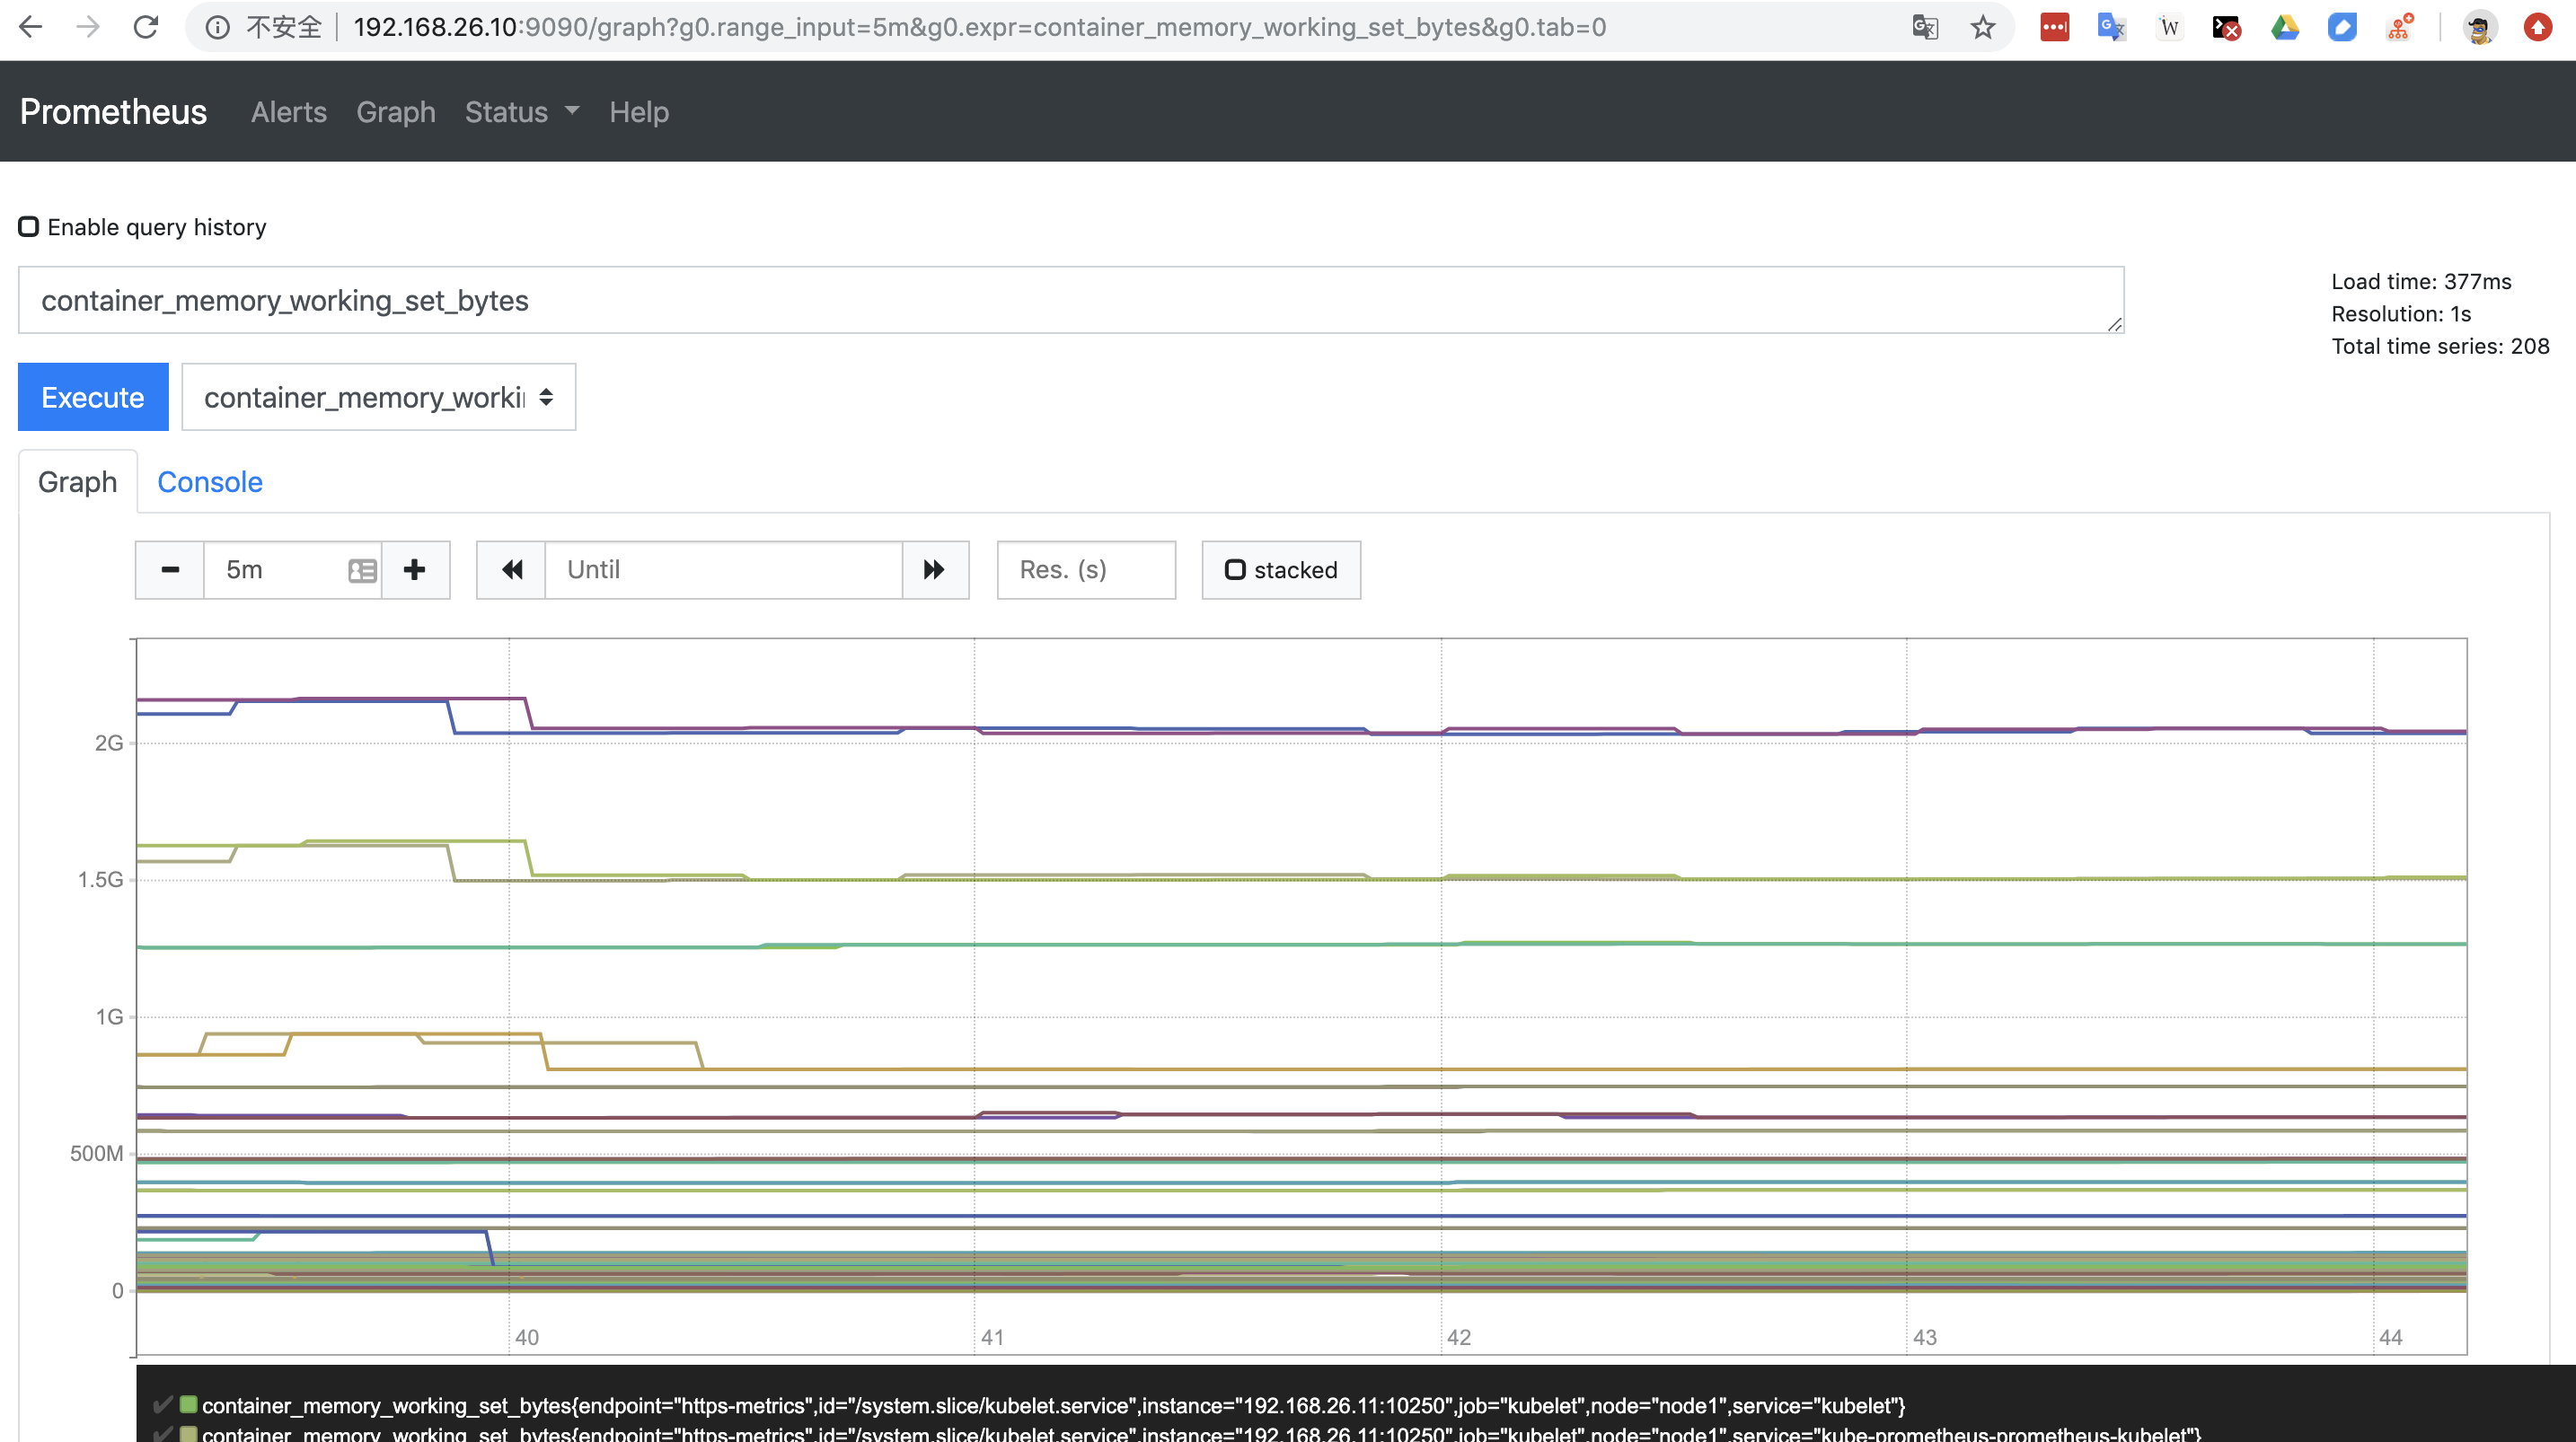 不安全 192.168.26.10:9090/graph?g0.range_input=5m&g0.expr=container_memory_working_set_bytes&g0.tab=0
Prometheus Alerts Graph Status Help
Enable query history
container_memory_working_set_bytes
Load time: 377ms
Resolution: 1s
Total time series: 208
Execute container_memory_workin
Graph Console
5m Until Res. (s) stacked
2G
1.5G
1G
500M
0
40 41 42 43 44
container_memory_working_set_bytes{endpoint="https-metrics",id="/system.slice/kubelet.service",instance="192.168.26.11:10250",job="kubelet",node="node1",service="kubelet"}
container_memory_working_set_bytes{endpoint="https-metrics",id="/system.slice/kubelet.service",instance="192.168.26.11:10250",job="kubelet",node="node1",service="kube-prometheus-prometheus-kubelet"}